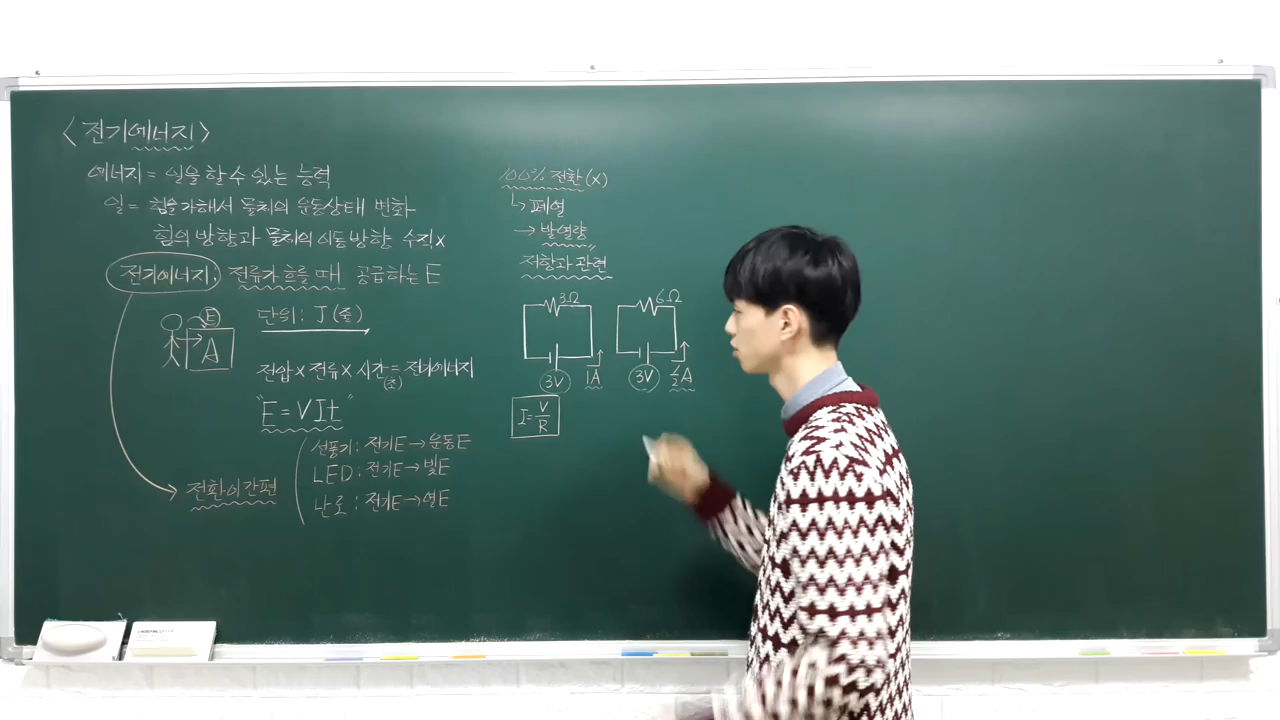 <전기에너지>
에너지 = 일을 할 수 있는 능력
일 = 힘을 가해서 물체의 운동상태 변화
힘의 방향과 물체의 이동방향 수직x
전기에너지, 전류가 흐를 때 공급하는 E
E
A
단위: J(줄)
전압 x 전류 x 시간 = 전기에너지
(초)
"E = VIt"
전환이 간편
선풍기 : 전기E → 운동E
LED : 전기E → 빛E
난로 : 전기E → 열E
100% 전환 (x)
↳ 폐열
→ 발열량
저항과 관련
3Ω
6Ω
3V
1A
3V
1/2A
I = V/R